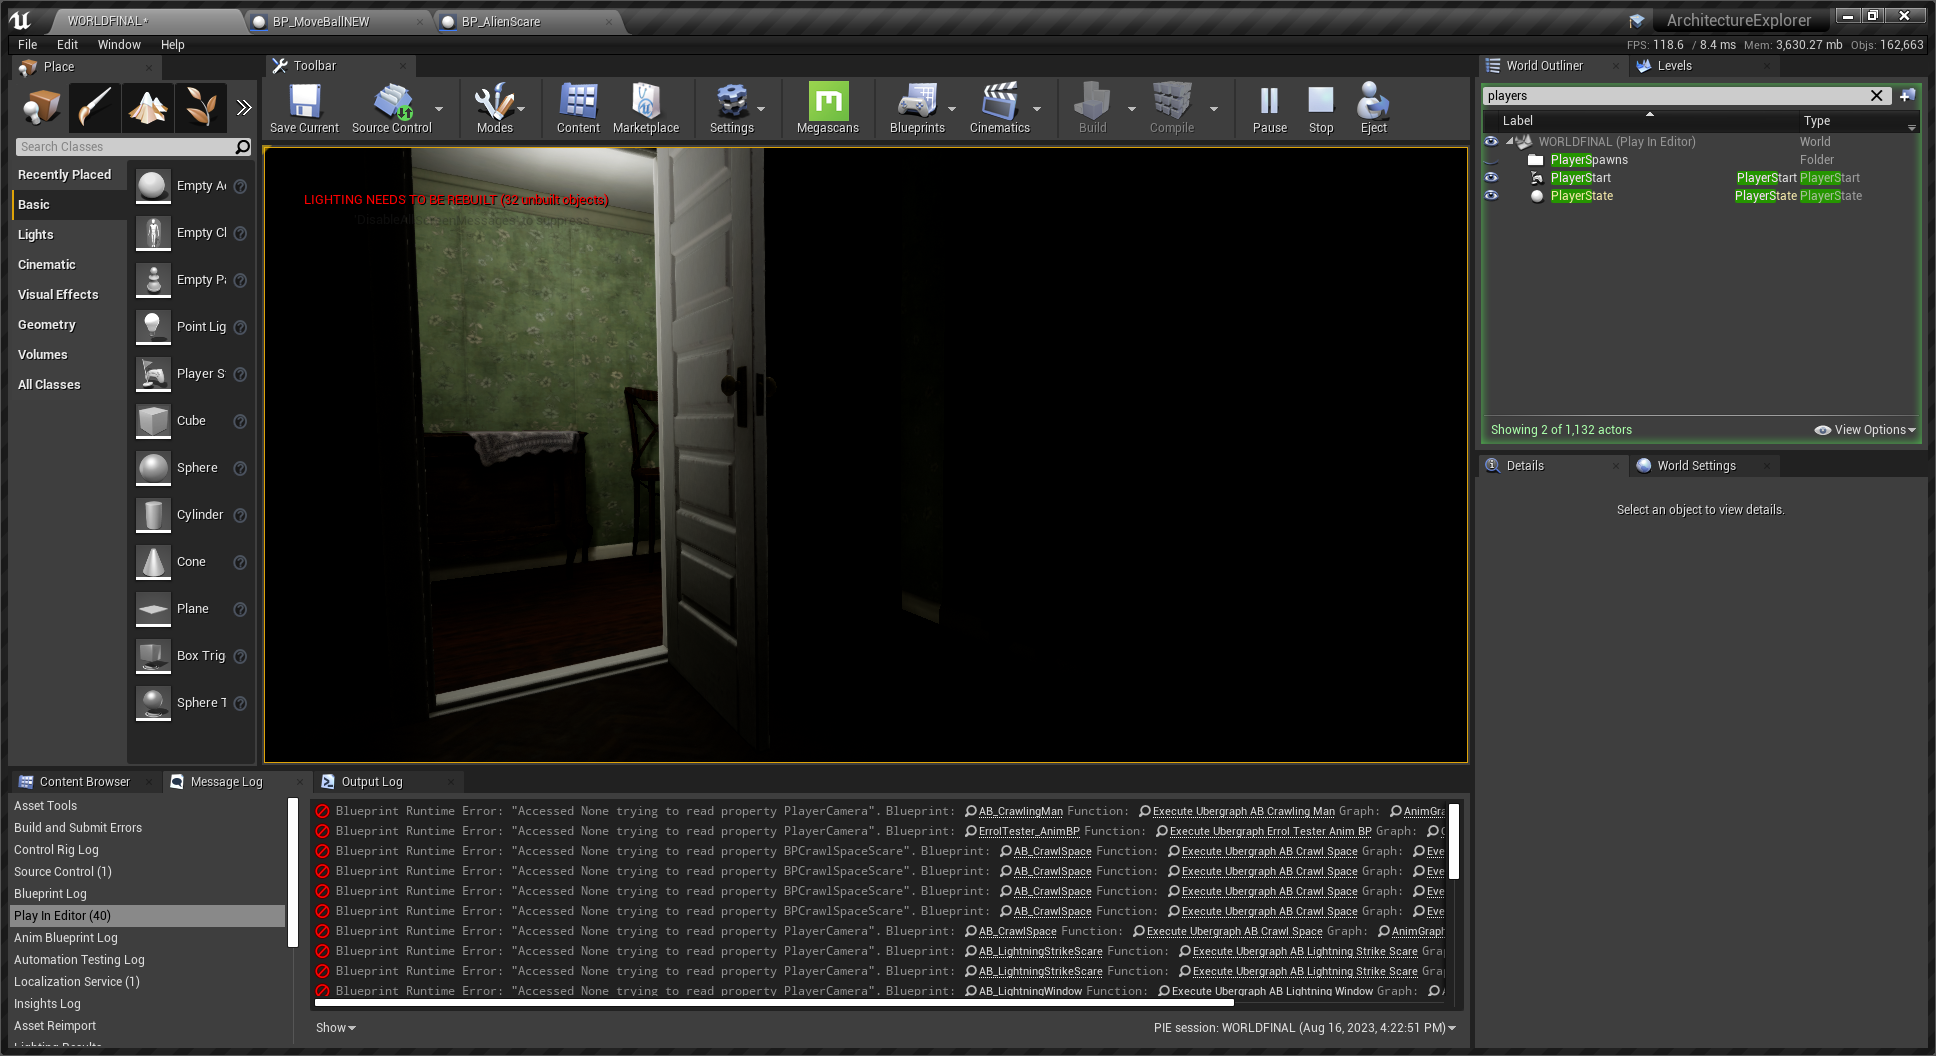 WORLDFINAL*
BP_MoveBallNEW
BP_AlienScare
ArchitectureExplorer
File Edit Window Help
FPS: 118.6 / 8.4 ms Mem: 3,630.27 mb Objs: 162,663
Place
Toolbar
World Outliner
Levels
Save Current
Source Control
Modes
Content
Marketplace
Settings
Megascans
Blueprints
Cinematics
Build
Compile
Pause
Stop
Eject
Search Classes
Recently Placed
Basic
Lights
Cinematic
Visual Effects
Geometry
Volumes
All Classes
Empty A
Empty Cl
Empty Pa
Point Lig
Player S
Cube
Sphere
Cylinder
Cone
Plane
Box Trig
Sphere T
LIGHTING NEEDS TO BE REBUILT (32 unbuilt objects)
'DisableAllScreenMessages' to suppress
players
Label Type
WORLDFINAL (Play In Editor) World
PlayerSpawns Folder
PlayerStart PlayerStart PlayerStart
PlayerState PlayerState PlayerState
Showing 2 of 1,132 actors
View Options
Details
World Settings
Select an object to view details.
Content Browser
Message Log
Output Log
Asset Tools
Build and Submit Errors
Control Rig Log
Source Control (1)
Blueprint Log
Play In Editor (40)
Anim Blueprint Log
Automation Testing Log
Localization Service (1)
Insights Log
Asset Reimport
Lighting Results
Blueprint Runtime Error: "Accessed None trying to read property PlayerCamera". Blueprint: AB_CrawlingMan Function: Execute Ubergraph AB Crawling Man Graph: AnimGra
Blueprint Runtime Error: "Accessed None trying to read property PlayerCamera". Blueprint: ErrolTester_AnimBP Function: Execute Ubergraph Errol Tester Anim BP Graph:
Blueprint Runtime Error: "Accessed None trying to read property BPCrawlSpaceScare". Blueprint: AB_CrawlSpace Function: Execute Ubergraph AB Crawl Space Graph: Eve
Blueprint Runtime Error: "Accessed None trying to read property BPCrawlSpaceScare". Blueprint: AB_CrawlSpace Function: Execute Ubergraph AB Crawl Space Graph: Eve
Blueprint Runtime Error: "Accessed None trying to read property BPCrawlSpaceScare". Blueprint: AB_CrawlSpace Function: Execute Ubergraph AB Crawl Space Graph: Eve
Blueprint Runtime Error: "Accessed None trying to read property BPCrawlSpaceScare". Blueprint: AB_CrawlSpace Function: Execute Ubergraph AB Crawl Space Graph: Eve
Blueprint Runtime Error: "Accessed None trying to read property PlayerCamera". Blueprint: AB_CrawlSpace Function: Execute Ubergraph AB Crawl Space Graph: AnimGraph
Blueprint Runtime Error: "Accessed None trying to read property PlayerCamera". Blueprint: AB_LightningStrikeScare Function: Execute Ubergraph AB Lightning Strike Scare Gra
Blueprint Runtime Error: "Accessed None trying to read property PlayerCamera". Blueprint: AB_LightningStrikeScare Function: Execute Ubergraph AB Lightning Strike Scare Gra
Blueprint Runtime Error: "Accessed None trying to read property PlayerCamera". Blueprint: AB_LightningWindow Function: Execute Ubergraph AB Lightning Window Graph:
Show
PIE session: WORLDFINAL (Aug 16, 2023, 4:22:51 PM)